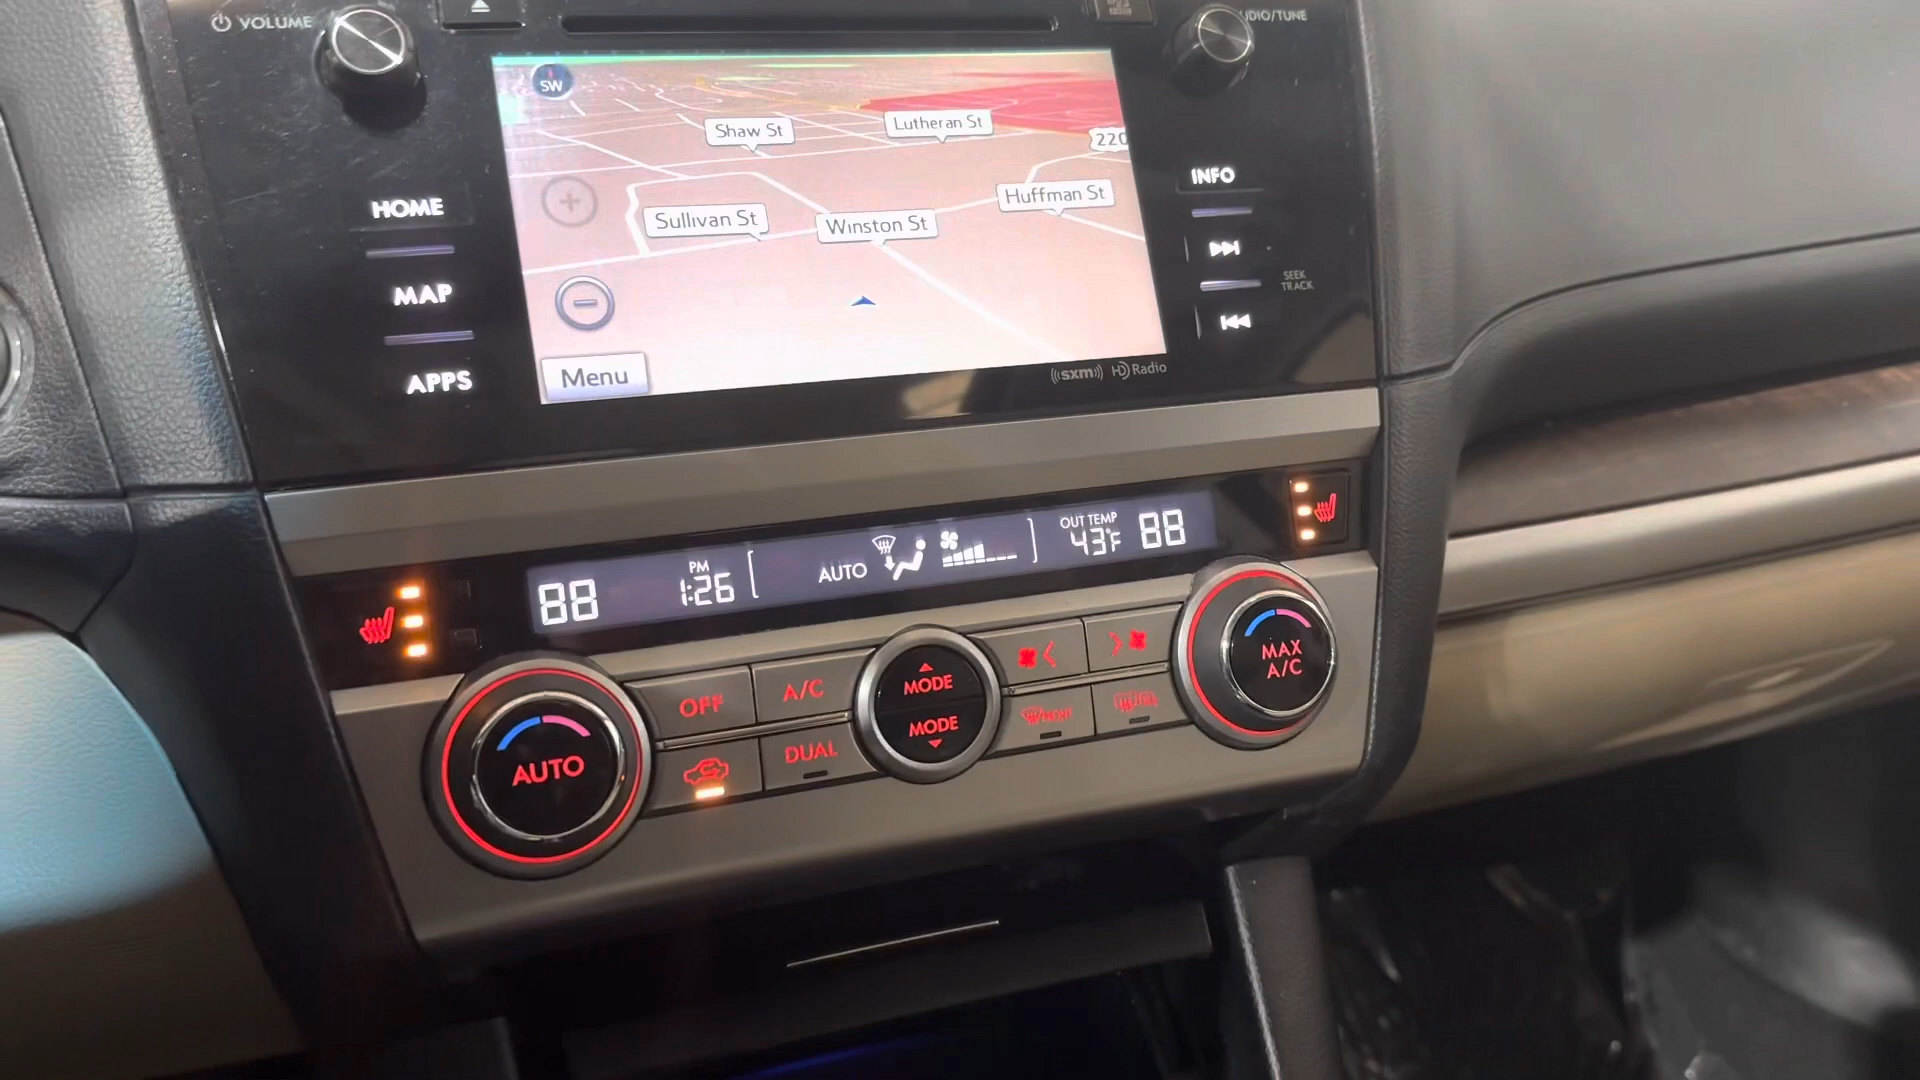 VOLUME
SW
Shaw St
Lutheran St
220
HOME
INFO
Huffman St
Sullivan St
Winston St
MAP
SEEK
TRACK
APPS
Menu
((sxm)) HD Radio
OUT TEMP
88 PM 1:26 AUTO 43°F 88
MAX
A/C
OFF A/C MODE
AUTO DUAL MODE